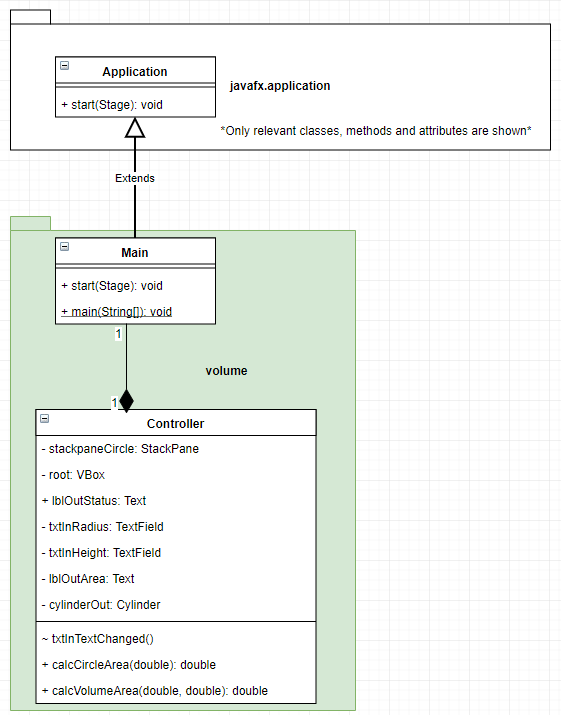 Application
+ start(Stage): void
javafx.application
*Only relevant classes, methods and attributes are shown*
Extends
Main
+ start(Stage): void
+ main(String[]): void
1
volume
1
Controller
- stackpaneCircle: StackPane
- root: VBox
+ lblOutStatus: Text
- txtInRadius: TextField
- txtInHeight: TextField
- lblOutArea: Text
- cylinderOut: Cylinder
~ txtInTextChanged()
+ calcCircleArea(double): double
+ calcVolumeArea(double, double): double